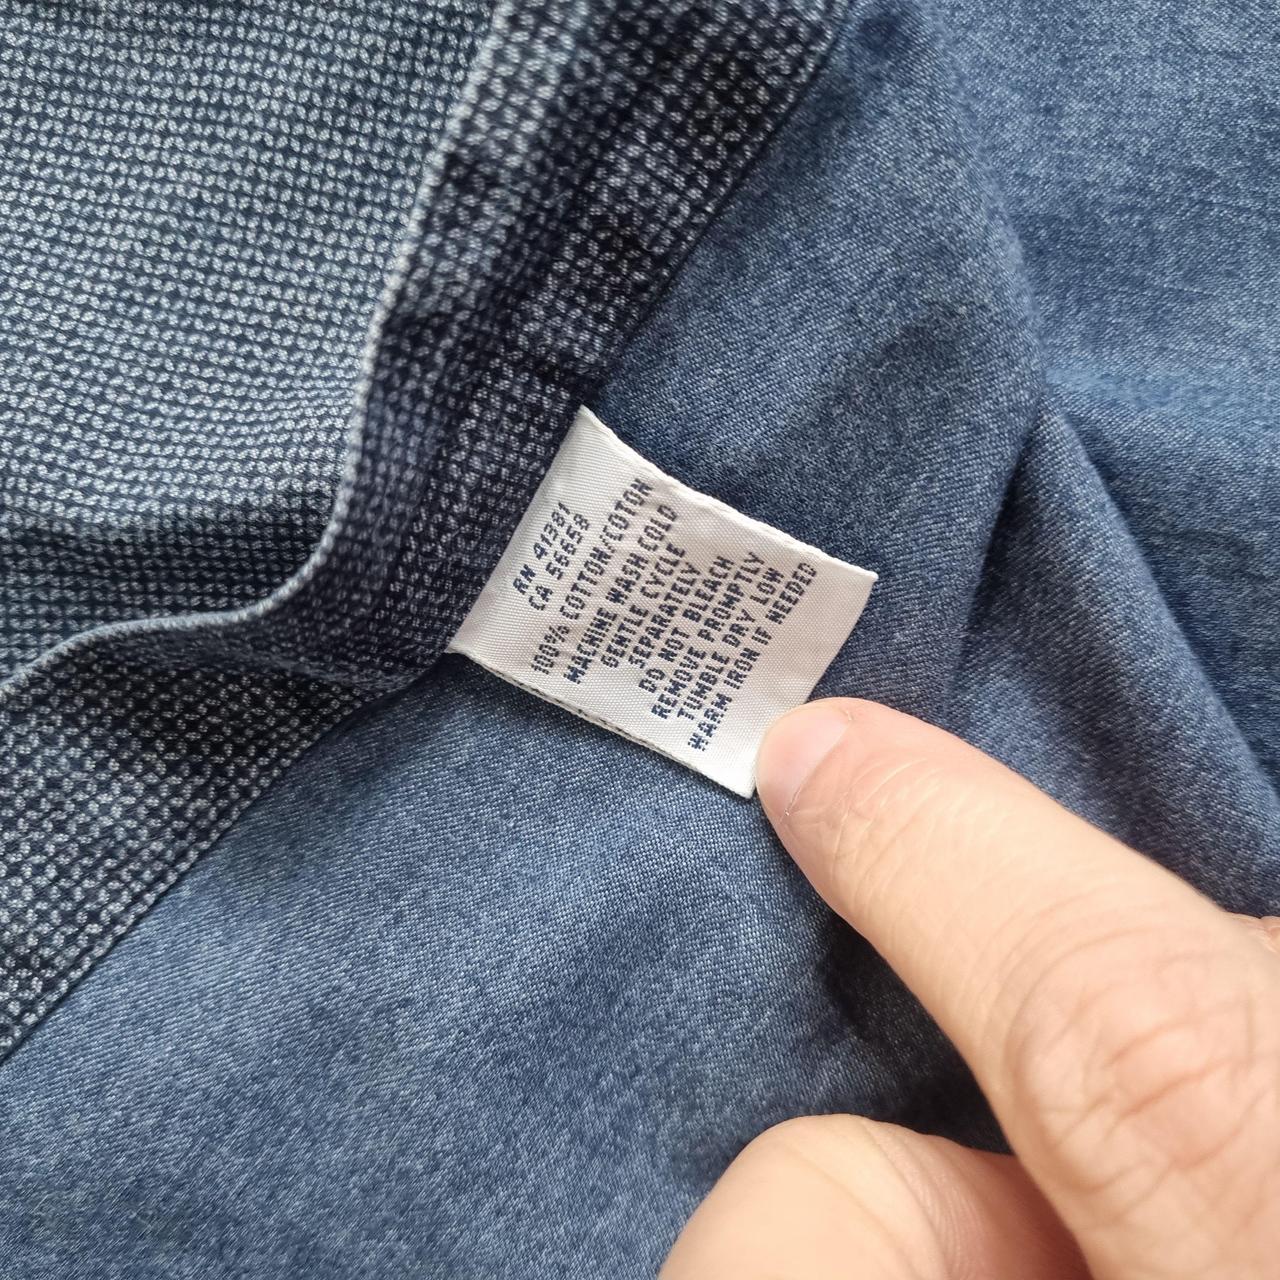 RN 41381
CA 56658
100% COTTON/COTON
MACHINE WASH COLD
GENTLE CYCLE
SEPARATELY
DO NOT BLEACH
REMOVE PROMPTLY
TUMBLE DRY LOW
WARM IRON IF NEEDED